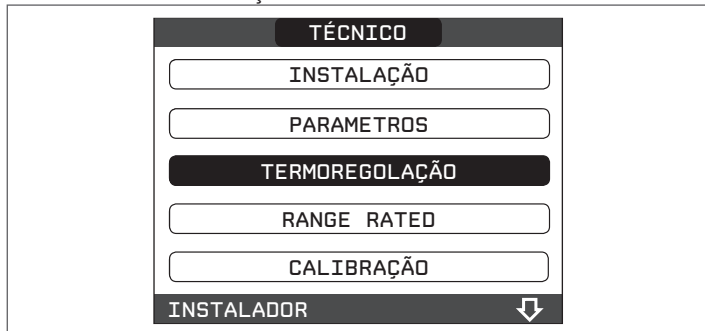 TÉCNICO
INSTALAÇÃO
PARAMETROS
TERMOREGOLAÇÃO
RANGE RATED
CALIBRAÇÃO
INSTALADOR